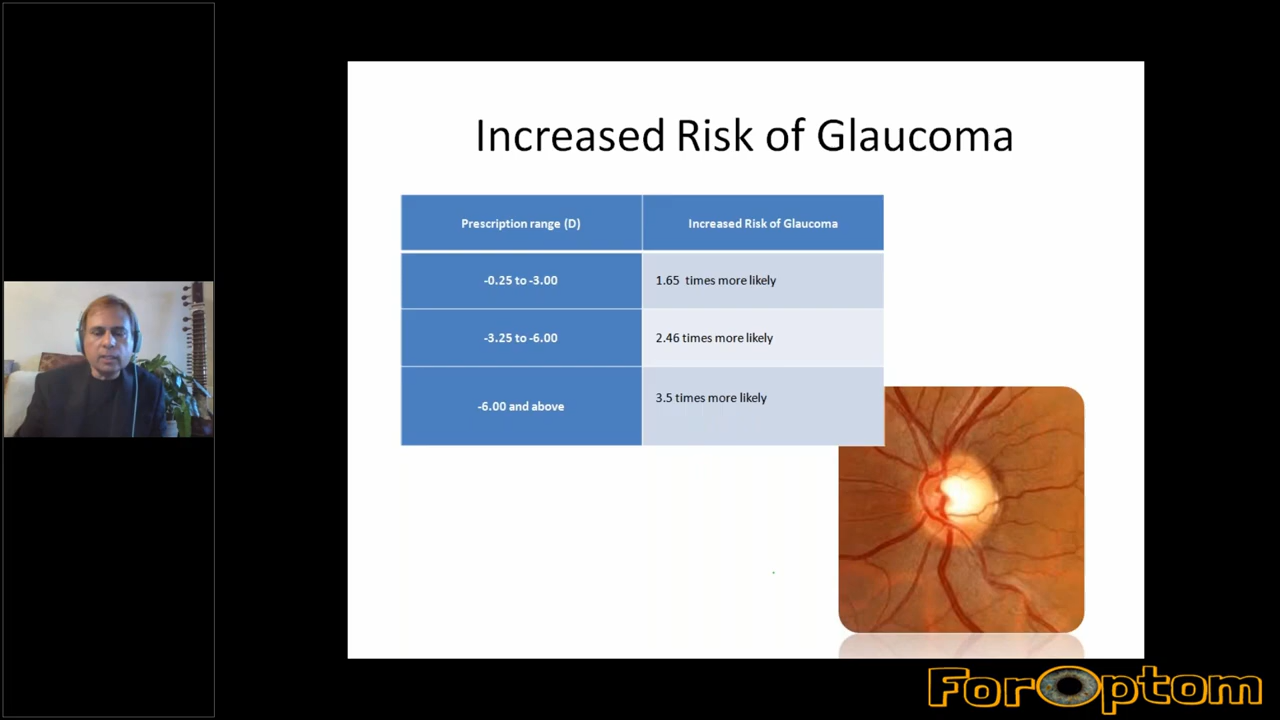 Increased Risk of Glaucoma
Prescription range (D) Increased Risk of Glaucoma
-0.25 to -3.00 1.65 times more likely
-3.25 to -6.00 2.46 times more likely
-6.00 and above 3.5 times more likely
ForOptom